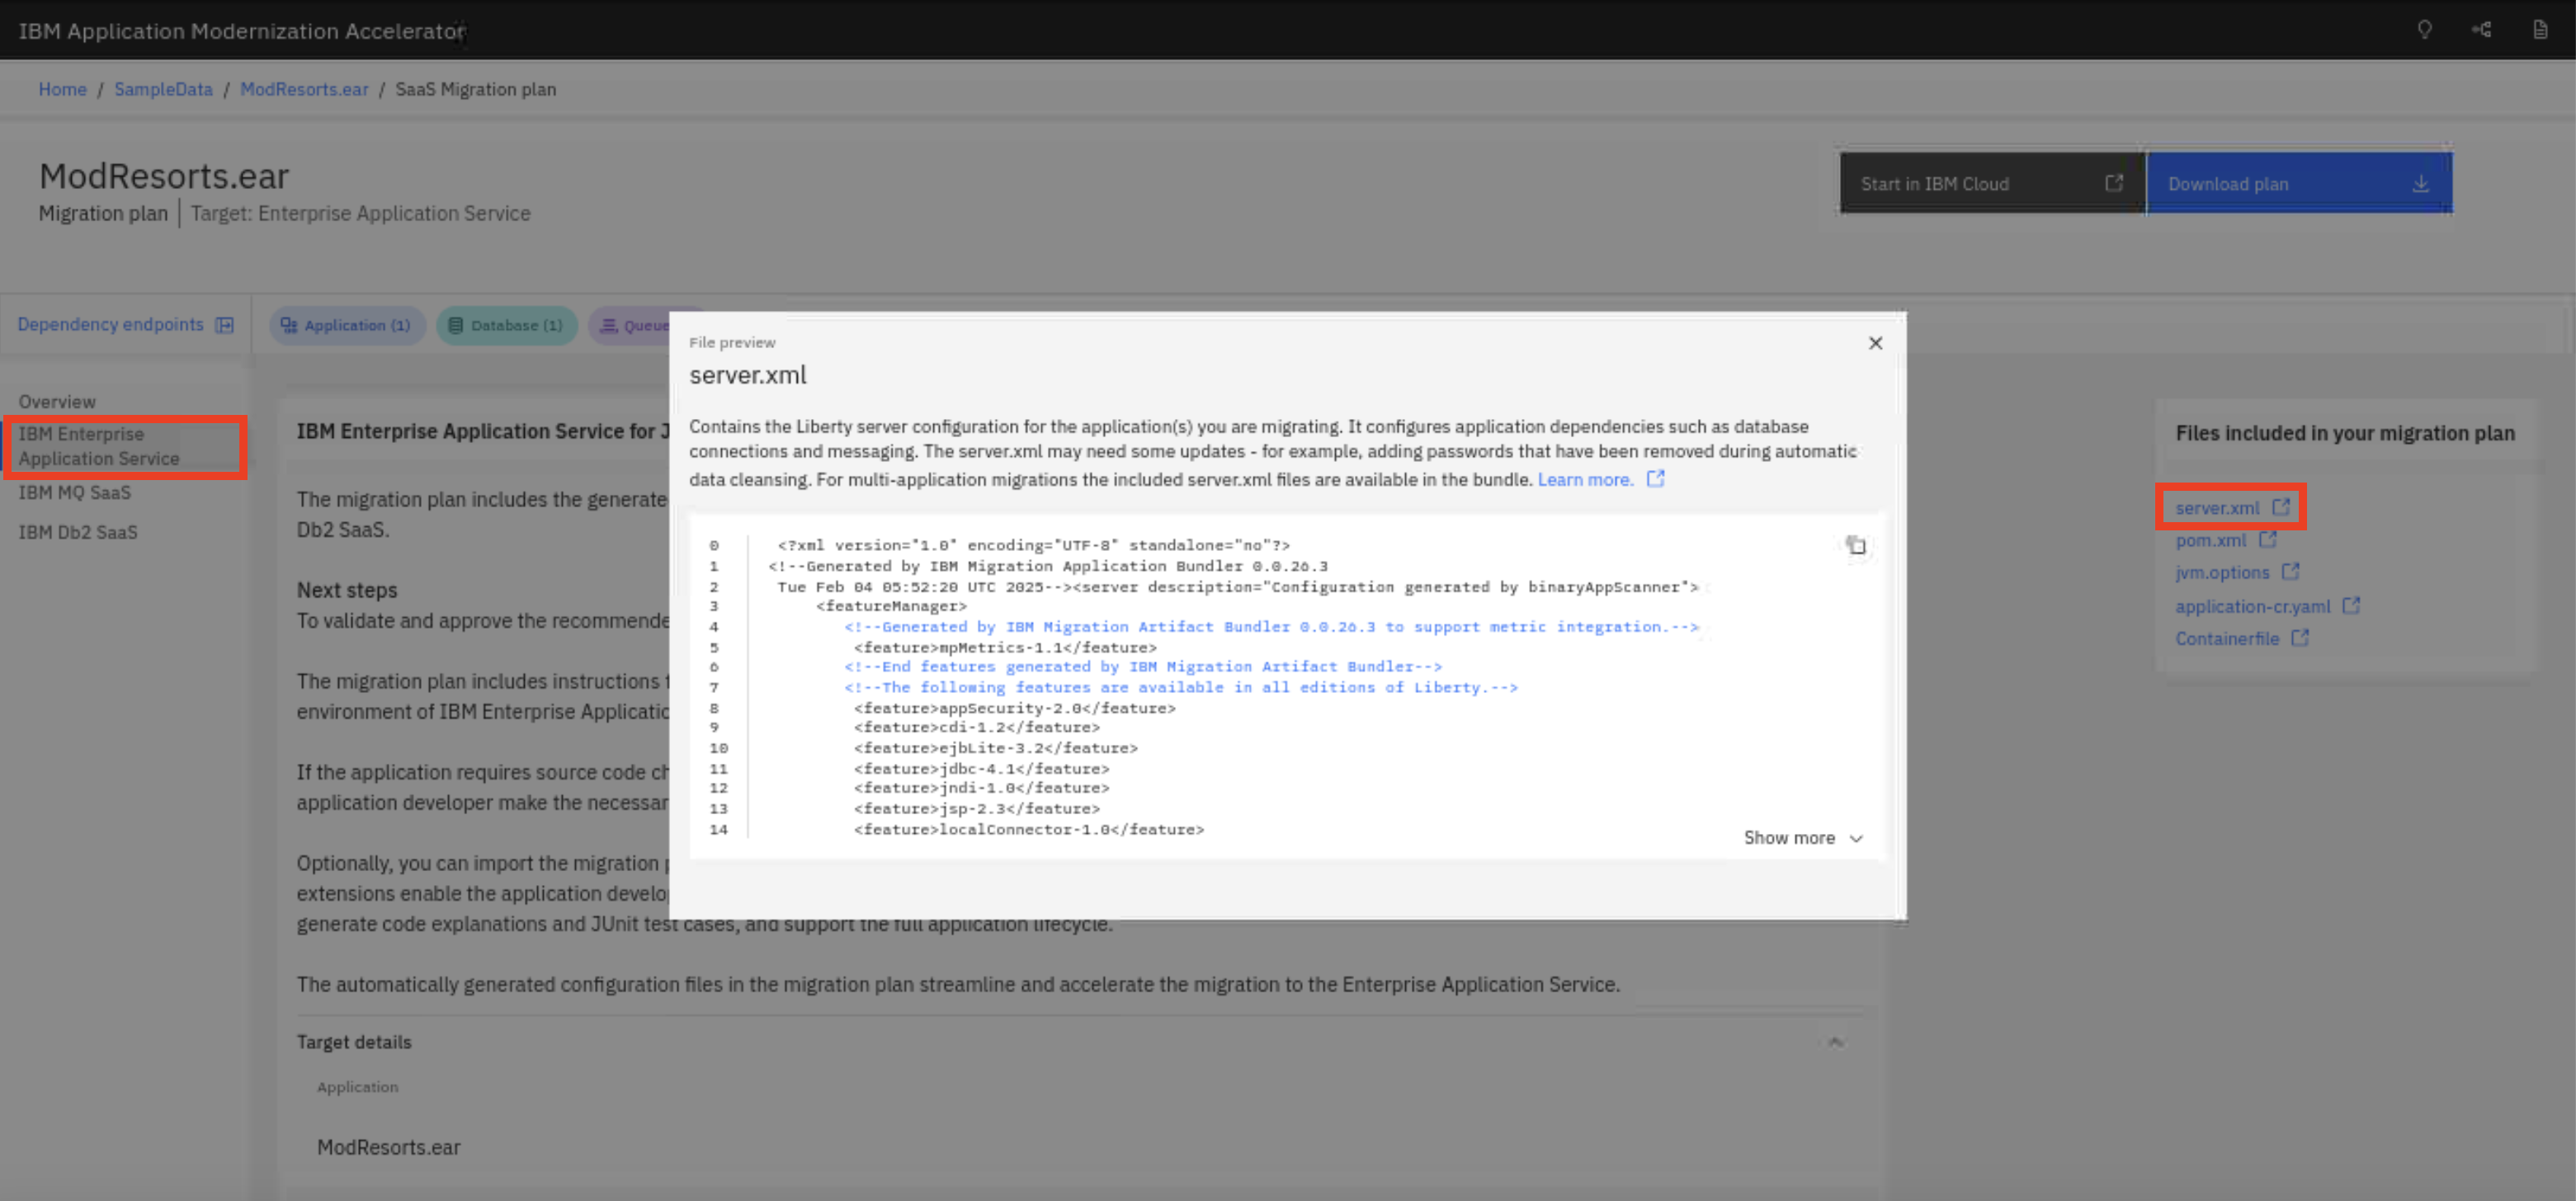 IBM Application Modernization Accelerator
Home / SampleData / ModResorts.ear / SaaS Migration plan
ModResorts.ear
Migration plan | Target: Enterprise Application Service
Start in IBM Cloud
Download plan
Dependency endpoints
Application (1)
Database (1)
Queue
Overview
IBM Enterprise
Application Service
IBM MQ SaaS
IBM Db2 SaaS
IBM Enterprise Application Service for J
The migration plan includes the generate
Db2 SaaS.
Next steps
To validate and approve the recommende
The migration plan includes instructions
environment of IBM Enterprise Applicatio
If the application requires source code ch
application developer make the necessar
Optionally, you can import the migration
extensions enable the application develo
generate code explanations and JUnit test cases, and support the full application lifecycle.
The automatically generated configuration files in the migration plan streamline and accelerate the migration to the Enterprise Application Service.
Target details
Application
ModResorts.ear
File preview
server.xml
Contains the Liberty server configuration for the application(s) you are migrating. It configures application dependencies such as database
connections and messaging. The server.xml may need some updates - for example, adding passwords that have been removed during automatic
data cleansing. For multi-application migrations the included server.xml files are available in the bundle. Learn more.
0 <?xml version="1.0" encoding="UTF-8" standalone="no"?>
1 <!--Generated by IBM Migration Application Bundler 0.0.26.3
2 Tue Feb 04 05:52:20 UTC 2025--><server description="Configuration generated by binaryAppScanner">
3 <featureManager>
4 <!--Generated by IBM Migration Artifact Bundler 0.0.26.3 to support metric integration.-->
5 <feature>mpMetrics-1.1</feature>
6 <!--End features generated by IBM Migration Artifact Bundler-->
7 <!--The following features are available in all editions of Liberty.-->
8 <feature>appSecurity-2.0</feature>
9 <feature>cdi-1.2</feature>
10 <feature>ejbLite-3.2</feature>
11 <feature>jdbc-4.1</feature>
12 <feature>jndi-1.0</feature>
13 <feature>jsp-2.3</feature>
14 <feature>localConnector-1.0</feature>
Show more
Files included in your migration plan
server.xml
pom.xml
jvm.options
application-cr.yaml
Containerfile